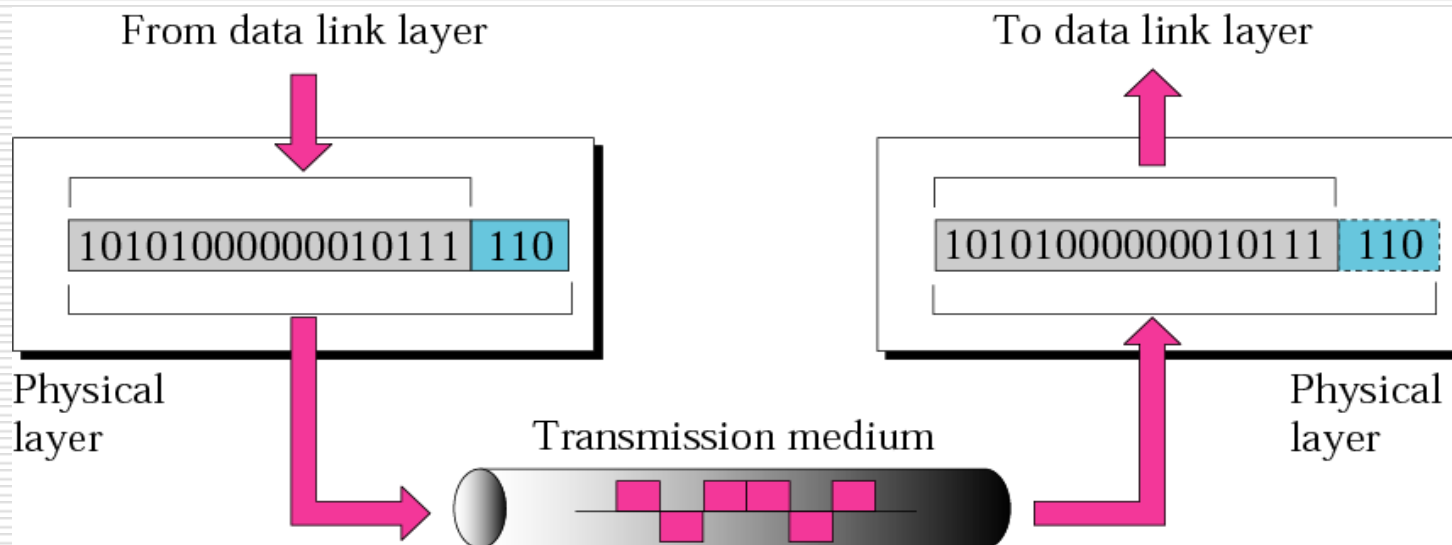 From data link layer
To data link layer
10101000000010111 110
10101000000010111 110
Physical
layer
Transmission medium
Physical
layer